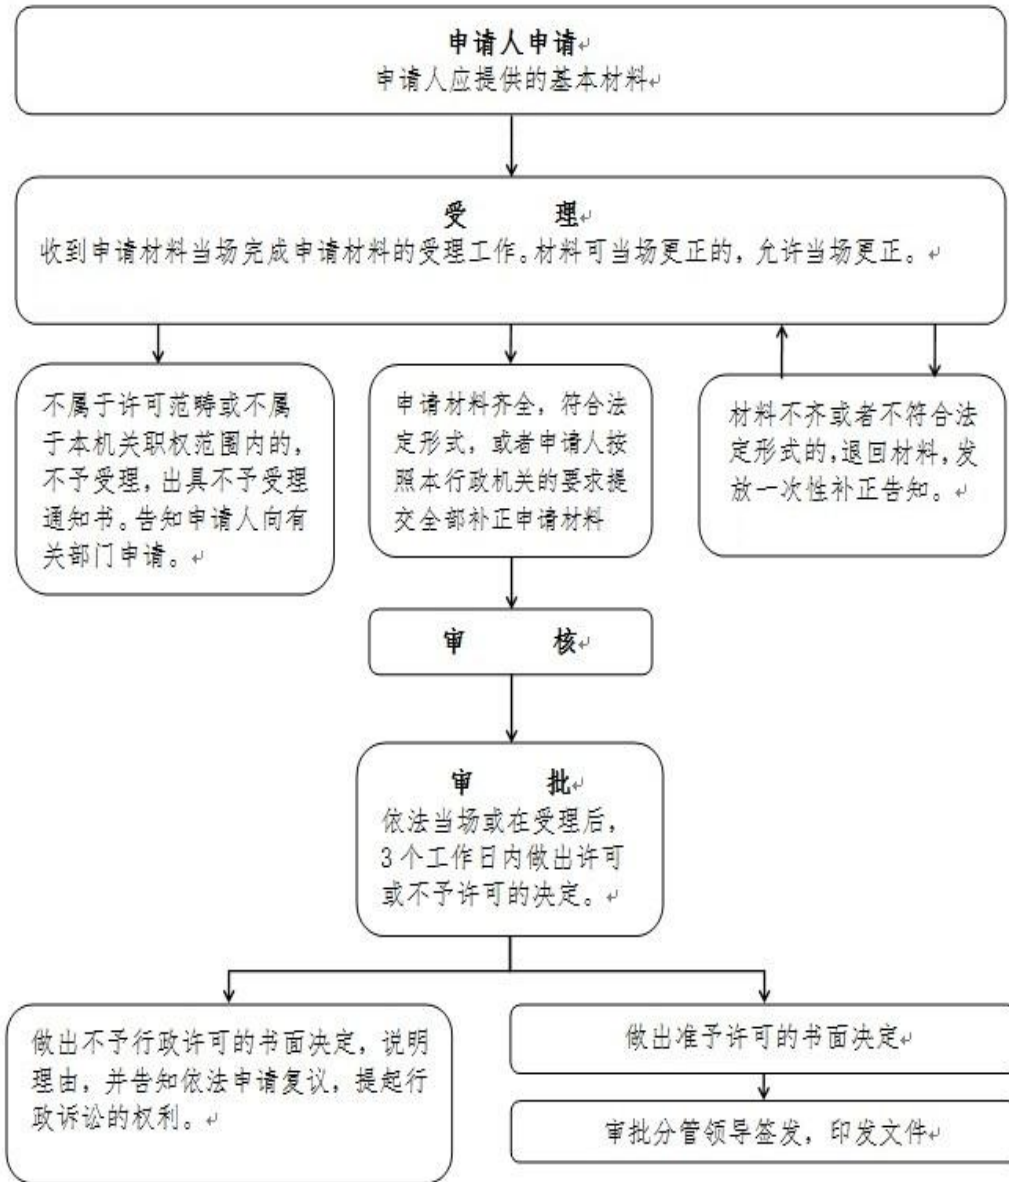 申请人申请
申请人应提供的基本材料
受 理
收到申请材料当场完成申请材料的受理工作。材料可当场更正的，允许当场更正。
不属于许可范畴或不属
于本机关职权范围内的，
不予受理，出具不予受理
通知书。告知申请人向有
关部门申请。
申请材料齐全，符合法
定形式，或者申请人按
照本行政机关的要求提
交全部补正申请材料
材料不齐或者不符合法
定形式的，退回材料，发
放一次性补正告知。
审 核
审 批
依法当场或在受理后，
3个工作日内做出许可
或不予许可的决定。
做出不予行政许可的书面决定，说明
理由，并告知依法申请复议，提起行
政诉讼的权利。
做出准予许可的书面决定
审批分管领导签发，印发文件